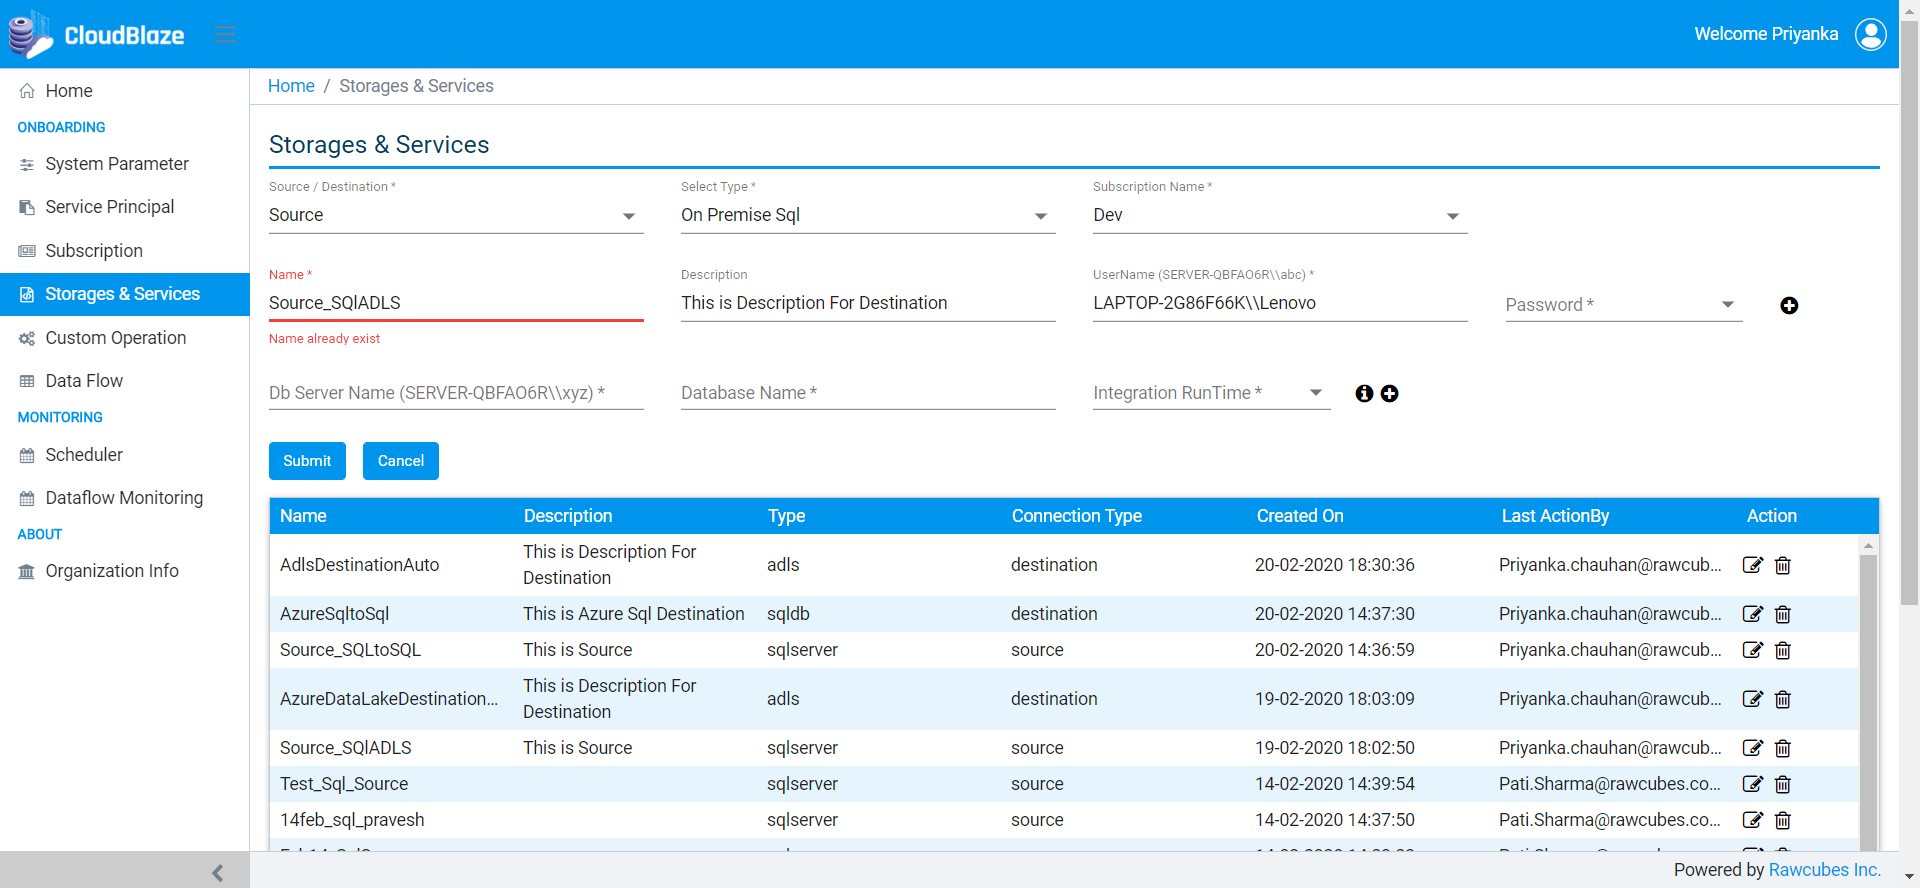 CloudBlaze
Welcome Priyanka
Home
ONBOARDING
System Parameter
Service Principal
Subscription
Storages & Services
Custom Operation
Data Flow
MONITORING
Scheduler
Dataflow Monitoring
ABOUT
Organization Info
Home / Storages & Services
Storages & Services
Source / Destination *
Source
Select Type *
On Premise Sql
Subscription Name *
Dev
Name *
Source_SQlADLS
Name already exist
Description
This is Description For Destination
UserName (SERVER-QBFAO6R\\abc) *
LAPTOP-2G86F66K\\Lenovo
Password *
Db Server Name (SERVER-QBFAO6R\\xyz) *
Database Name *
Integration RunTime *
Submit Cancel
Name Description Type Connection Type Created On Last ActionBy Action
AdlsDestinationAuto This is Description For Destination adls destination 20-02-2020 18:30:36 Priyanka.chauhan@rawcub...
AzureSqltoSql This is Azure Sql Destination sqldb destination 20-02-2020 14:37:30 Priyanka.chauhan@rawcub...
Source_SQLtoSQL This is Source sqlserver source 20-02-2020 14:36:59 Priyanka.chauhan@rawcub...
AzureDataLakeDestination... This is Description For Destination adls destination 19-02-2020 18:03:09 Priyanka.chauhan@rawcub...
Source_SQlADLS This is Source sqlserver source 19-02-2020 18:02:50 Priyanka.chauhan@rawcub...
Test_Sql_Source sqlserver source 14-02-2020 14:39:54 Pati.Sharma@rawcubes.co...
14feb_sql_pravesh sqlserver source 14-02-2020 14:37:50 Pati.Sharma@rawcubes.co...
Powered by Rawcubes Inc.